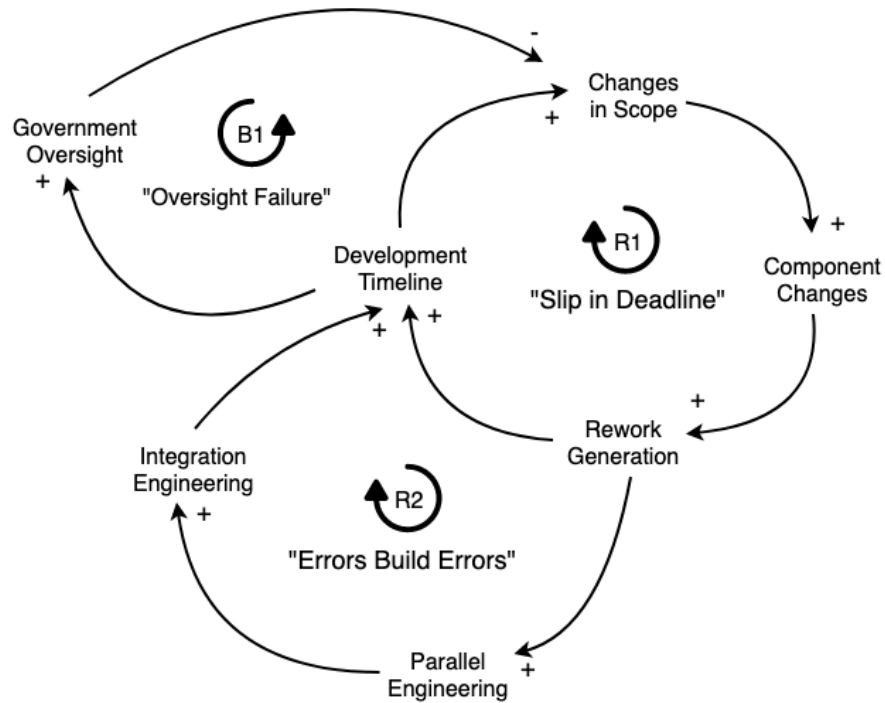 -
Changes
in Scope
+
Government
Oversight
+
B1
"Oversight Failure"
R1
"Slip in Deadline"
+
Component
Changes
Development
Timeline
+
+
+
Rework
Generation
Integration
Engineering
+
R2
"Errors Build Errors"
Parallel
Engineering
+